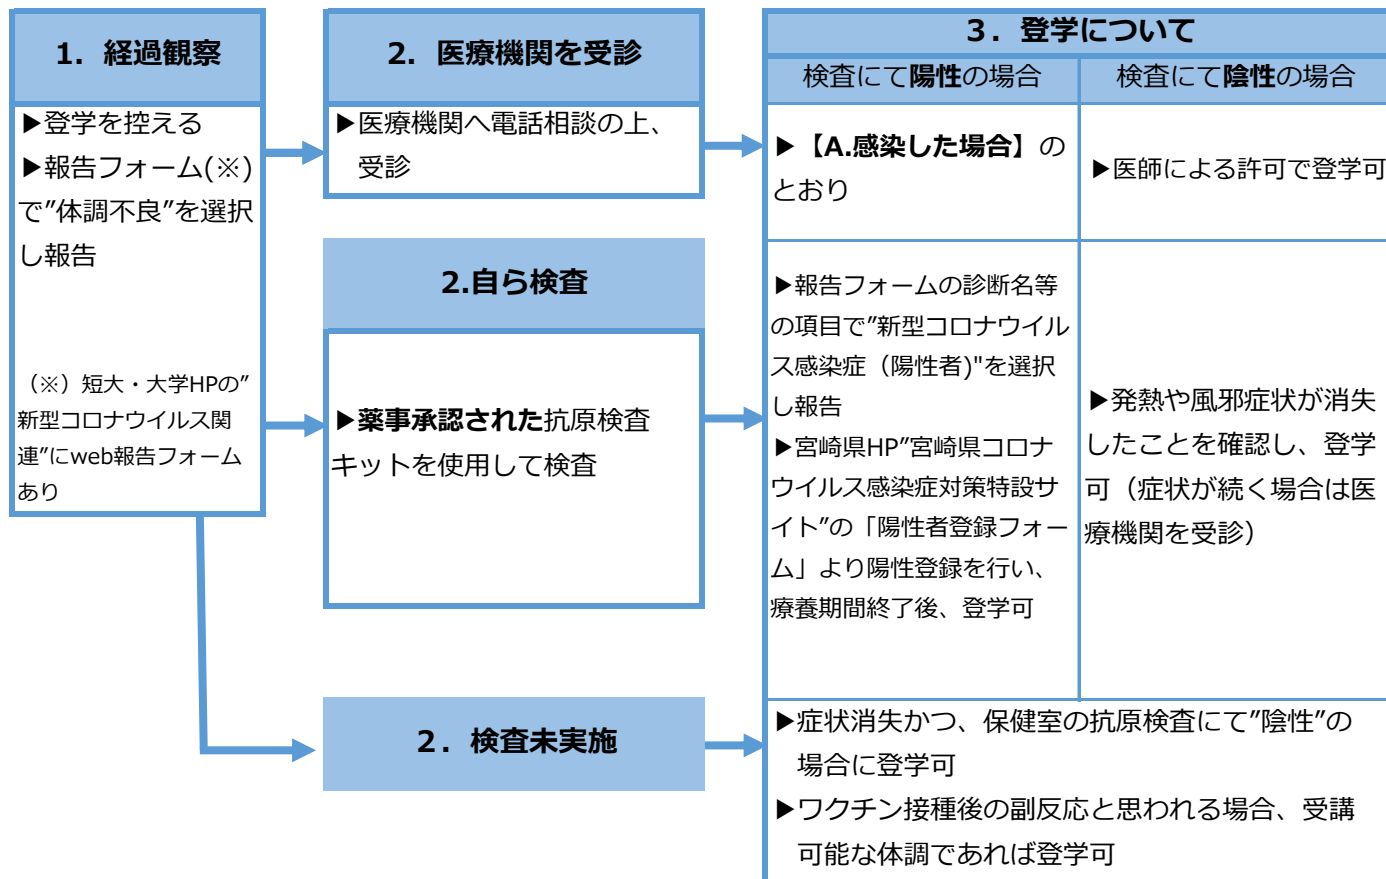 1．経過観察
▶登学を控える
▶報告フォーム(※)
で”体調不良”を選択
し報告
（※）短大・大学HPの”
新型コロナウイルス関
連”にweb報告フォーム
あり
2．医療機関を受診
▶医療機関へ電話相談の上、
受診
2.自ら検査
▶薬事承認された抗原検査
キットを使用して検査
２．検査未実施
３．登学について
検査にて陽性の場合
検査にて陰性の場合
▶【A.感染した場合】の
とおり
▶医師による許可で登学可
▶報告フォームの診断名等
の項目で”新型コロナウイル
ス感染症（陽性者)"を選択
し報告
▶宮崎県HP”宮崎県コロナ
ウイルス感染症対策特設サ
イト”の「陽性者登録フォー
ム」より陽性登録を行い、
療養期間終了後、登学可
▶発熱や風邪症状が消失
したことを確認し、登学
可（症状が続く場合は医
療機関を受診）
▶症状消失かつ、保健室の抗原検査にて”陰性”の
場合に登学可
▶ワクチン接種後の副反応と思われる場合、受講
可能な体調であれば登学可